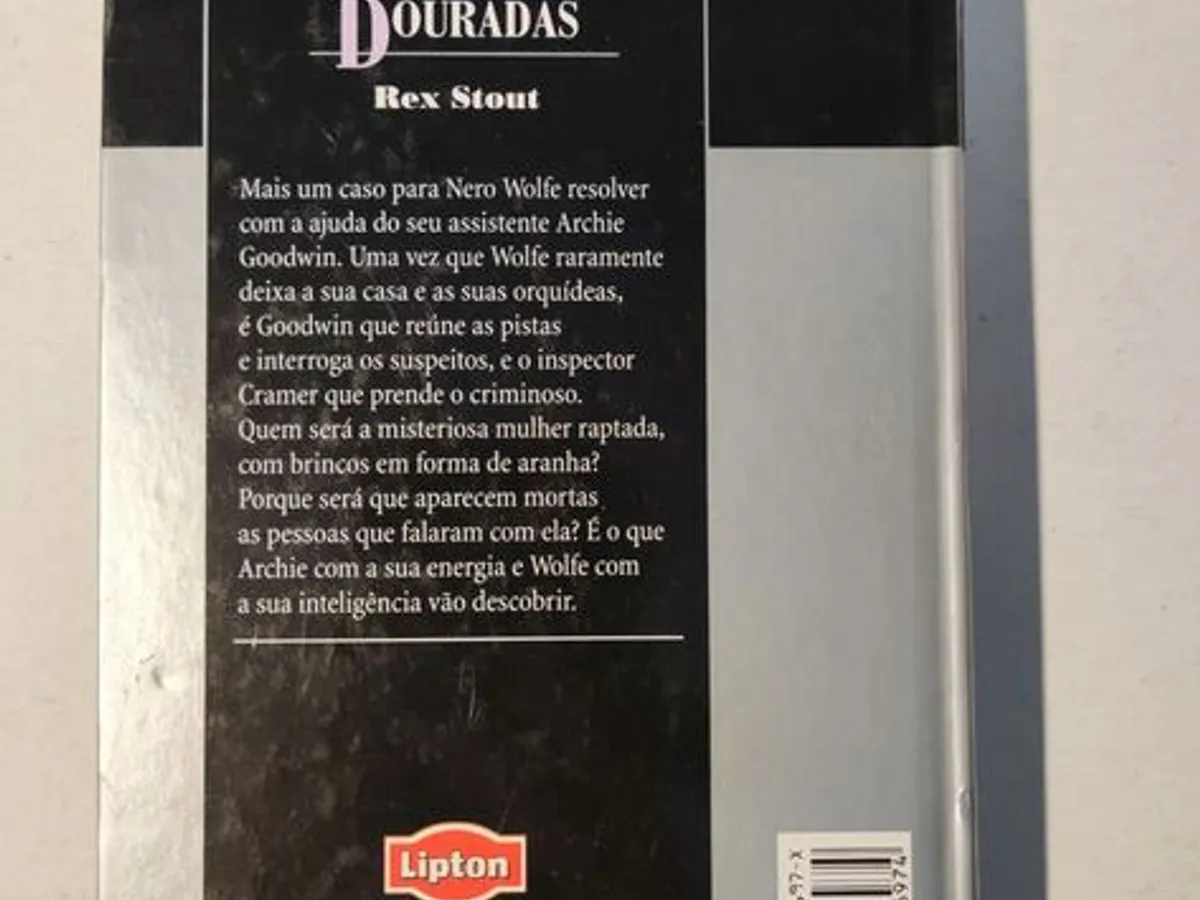 DOURADAS
Rex Stout
Mais um caso para Nero Wolfe resolver
com a ajuda do seu assistente Archie
Goodwin. Uma vez que Wolfe raramente
deixa a sua casa e as suas orquídeas,
é Goodwin que reúne as pistas
e interroga os suspeitos, e o inspector
Cramer que prende o criminoso.
Quem será a misteriosa mulher raptada,
com brincos em forma de aranha?
Porque será que aparecem mortas
as pessoas que falaram com ela? É o que
Archie com a sua energia e Wolfe com
a sua inteligência vão descobrir.
Lipton